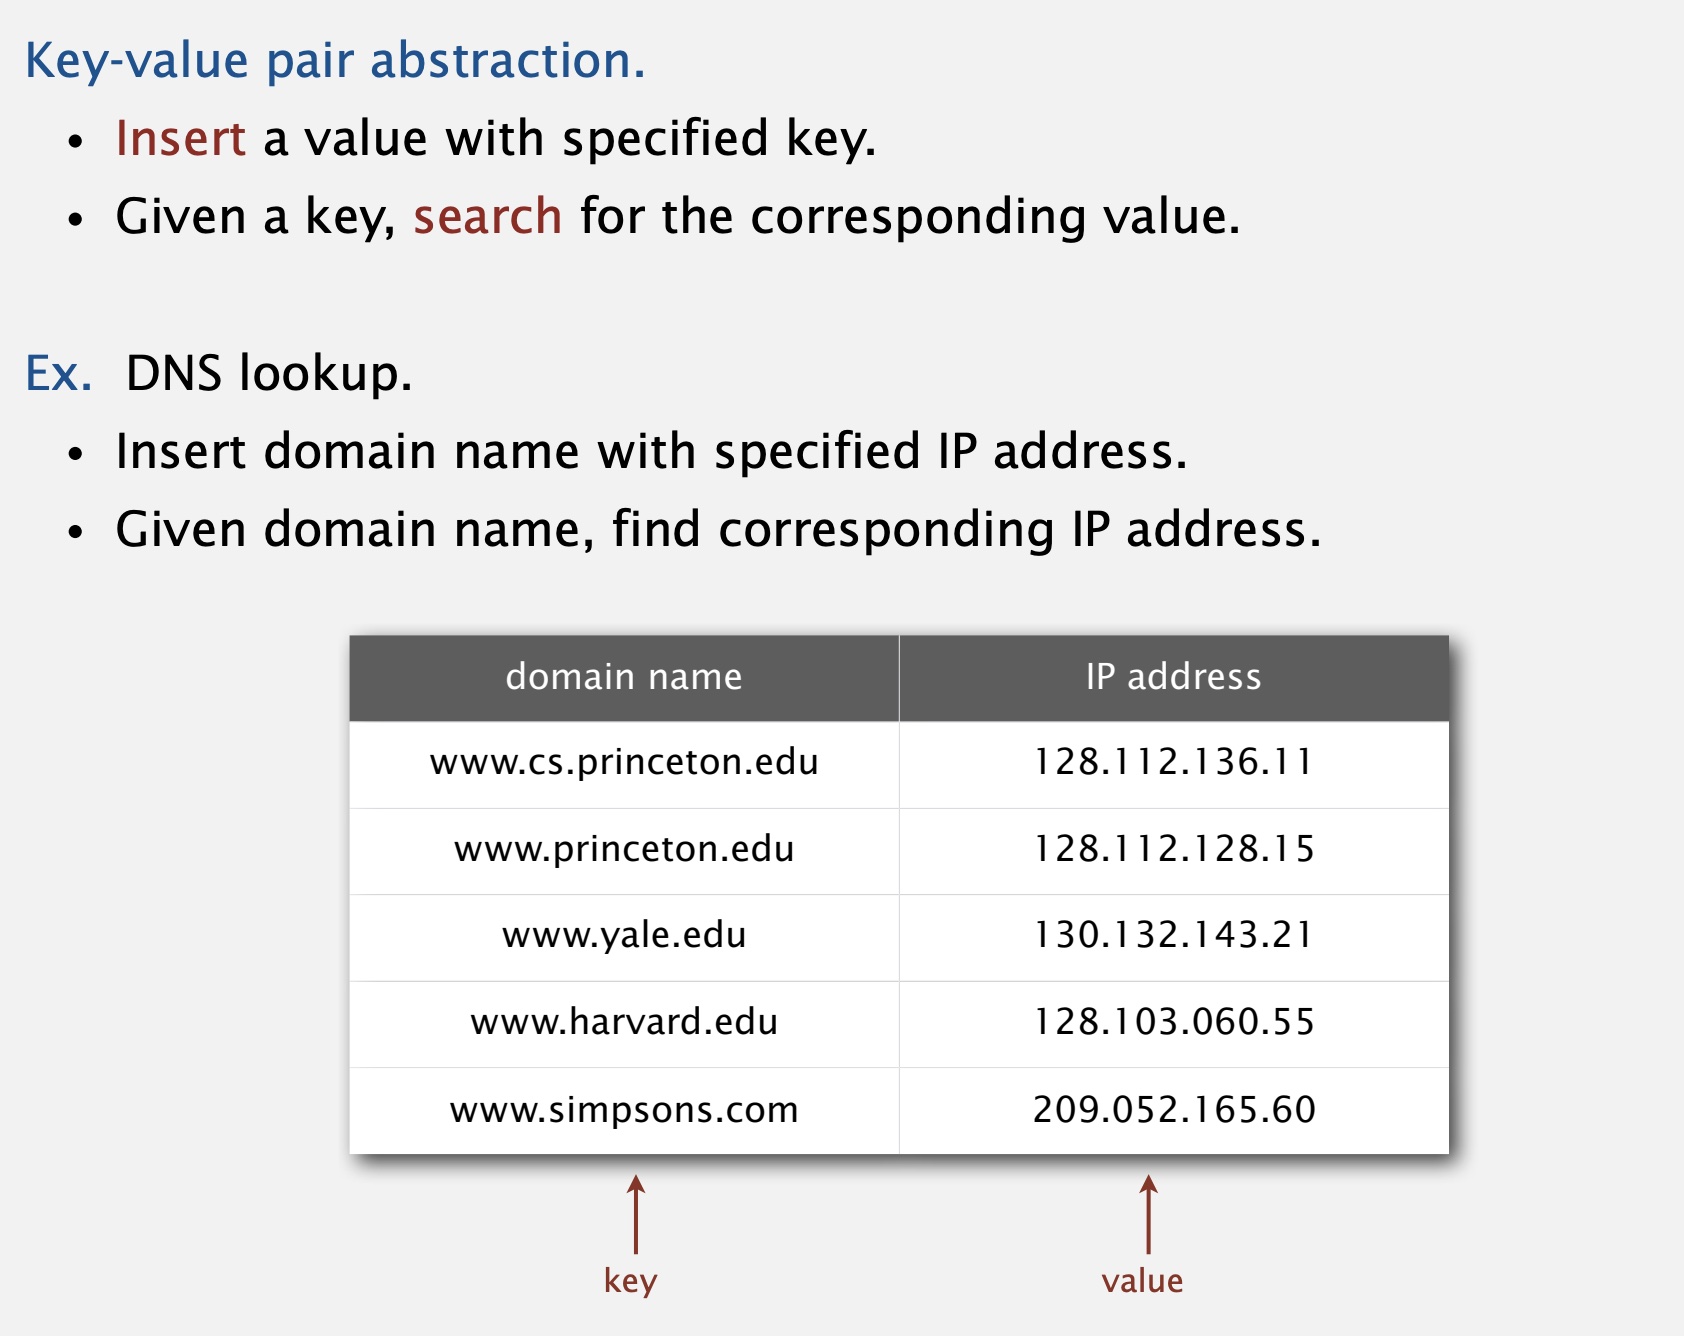 Key-value pair abstraction.
• Insert a value with specified key.
• Given a key, search for the corresponding value.
Ex. DNS lookup.
• Insert domain name with specified IP address.
• Given domain name, find corresponding IP address.
domain name IP address
www.cs.princeton.edu 128.112.136.11
www.princeton.edu 128.112.128.15
www.yale.edu 130.132.143.21
www.harvard.edu 128.103.060.55
www.simpsons.com 209.052.165.60
key value